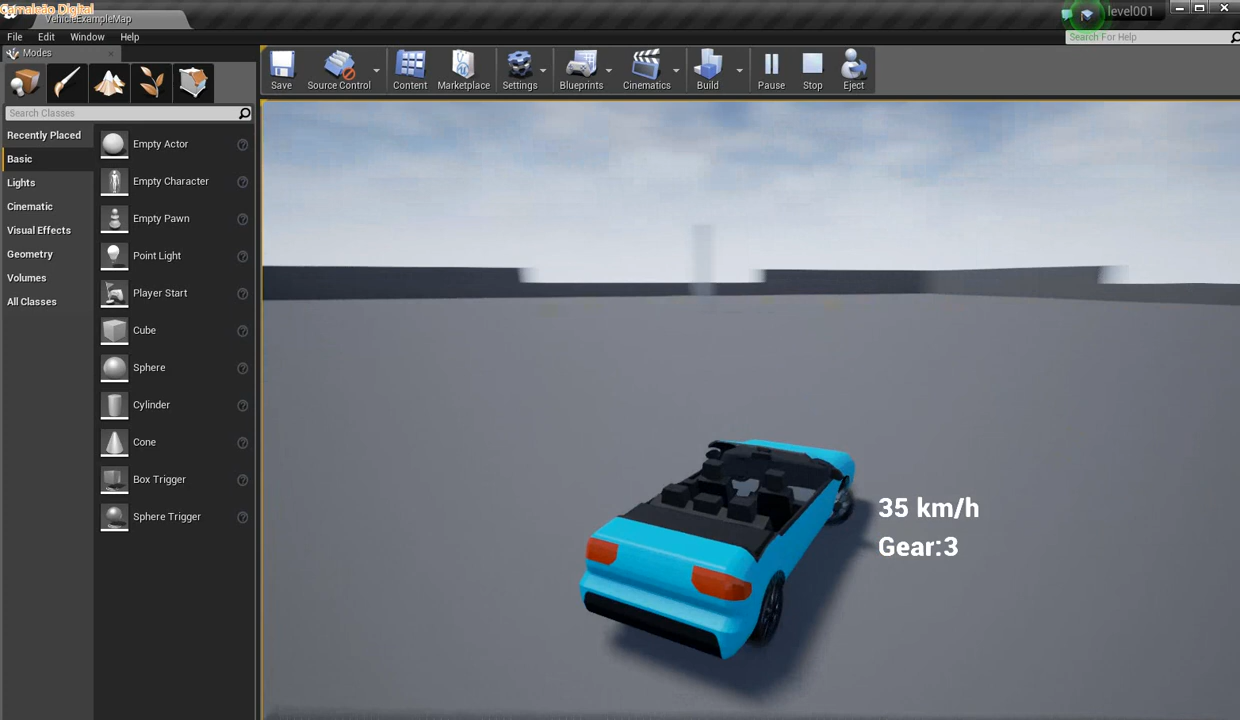 Camaleão Digital
VehicleExampleMap
level001
File Edit Window Help
Search For Help
Modes
Save Source Control Content Marketplace Settings Blueprints Cinematics Build Pause Stop Eject
Search Classes
Recently Placed
Basic
Lights
Cinematic
Visual Effects
Geometry
Volumes
All Classes
Empty Actor
Empty Character
Empty Pawn
Point Light
Player Start
Cube
Sphere
Cylinder
Cone
Box Trigger
Sphere Trigger
35 km/h
Gear:3